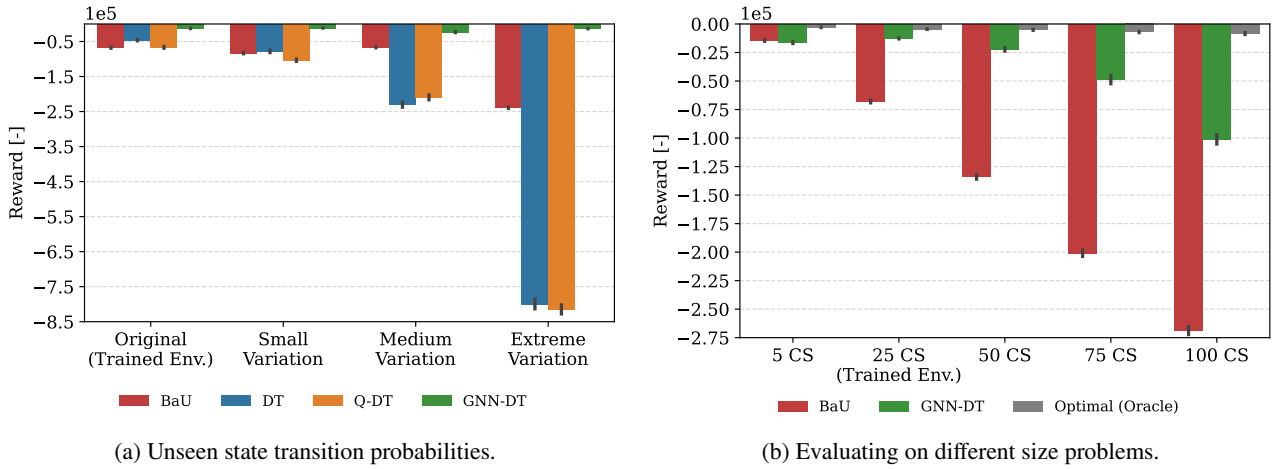 1e5
−0.5
−1.5
−2.5
−3.5
−4.5
−5.5
−6.5
−7.5
−8.5
Reward [-]
Original
(Trained Env.)
Small
Variation
Medium
Variation
Extreme
Variation
BaU
DT
Q-DT
GNN-DT
(a) Unseen state transition probabilities.
1e5
0.00
−0.25
−0.50
−0.75
−1.00
−1.25
−1.50
−1.75
−2.00
−2.25
−2.50
−2.75
Reward [-]
5 CS
25 CS
(Trained Env.)
50 CS
75 CS
100 CS
BaU
GNN-DT
Optimal (Oracle)
(b) Evaluating on different size problems.